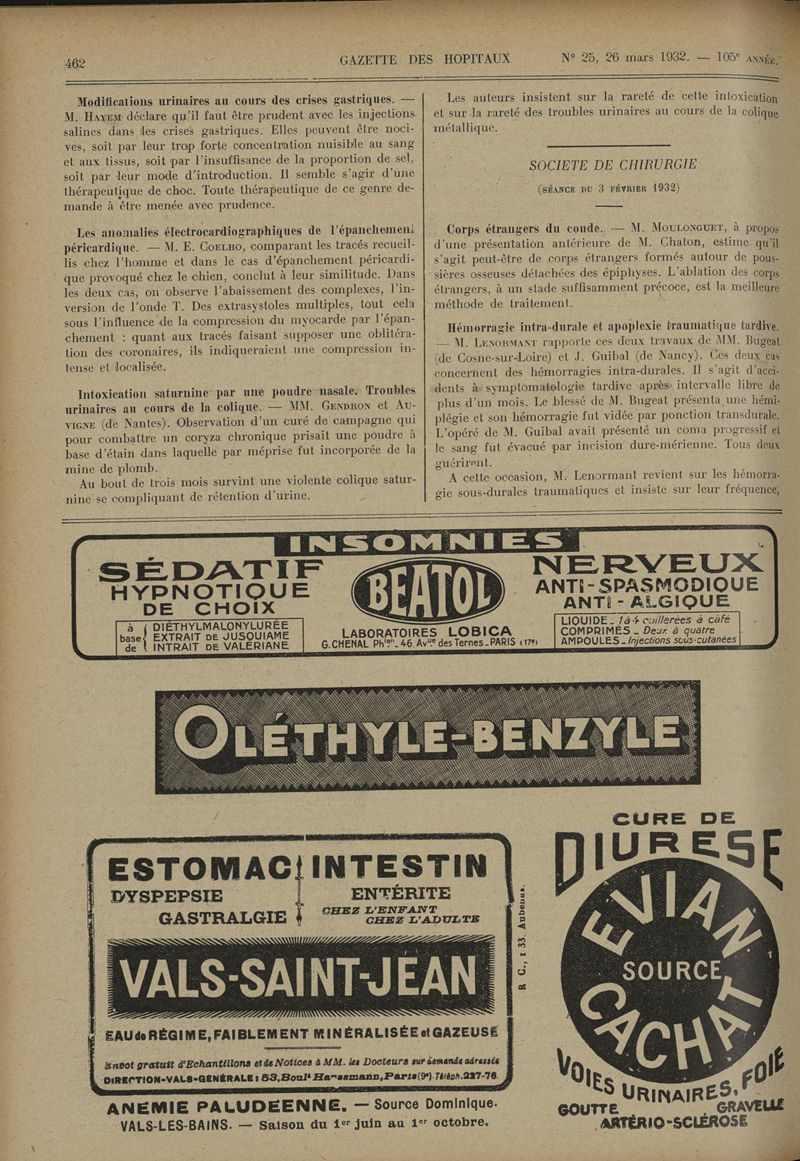 462
GAZETTE DES HOPITAUX
N° 25, 26 mars 1932. — 105e ANNÉE.
Modifications urinaires au cours des crises gastriques. —
M. HAYEM déclare qu'il faut être prudent avec les injections
salines dans les crises gastriques. Elles peuvent être noci-
ves, soit par leur trop forte concentration nuisible au sang
et aux tissus, soit par l'insuffisance de la proportion de sel,
soit par leur mode d'introduction. Il semble s'agir d'une
thérapeutique de choc. Toute thérapeutique de ce genre de-
mande à être menée avec prudence.
Les anomalies électrocardiographiques de l'épanchement
péricardique. — M. E. COELHO, comparant les tracés recueil-
lis chez l'homme et dans le cas d'épanchement péricardi-
que provoqué chez le chien, conclut à leur similitude. Dans
les deux cas, on observe l'abaissement des complexes, l'in-
version de l'onde T. Des extrasystoles multiples, tout cela
sous l'influence de la compression du myocarde par l'épan-
chement : quant aux tracés faisant supposer une oblitéra-
tion des coronaires, ils indiqueraient une compression in-
tense et localisée.
Intoxication saturnine par une poudre nasale. Troubles
urinaires au cours de la colique. — MM. GENDRON et AU-
VIGNE (de Nantes). Observation d'un curé de campagne qui
pour combattre un coryza chronique prisait une poudre à
base d'étain dans laquelle par méprise fut incorporée de la
mine de plomb.
Au bout de trois mois survint une violente colique satur-
nine se compliquant de rétention d'urine.
Les auteurs insistent sur la rareté de cette intoxication
et sur la rareté des troubles urinaires au cours de la colique
métallique.
SOCIETE DE CHIRURGIE
(SÉANCE DU 3 FÉVRIER 1932)
Corps étrangers du coude. — M. MOULONGUET, à propos
d'une présentation antérieure de M. Chaton, estime qu'il
s'agit peut-être de corps étrangers formés autour de pous-
sières osseuses détachées des épiphyses. L'ablation des corps
étrangers, à un stade suffisamment précoce, est la meilleure
méthode de traitement.
Hémorragie intra-durale et apoplexie traumatique tardive.
— M. LENORMANT rapporte ces deux travaux de MM. Bugeat
(de Cosne-sur-Loire) et J. Guibal (de Nancy). Ces deux cas
concernent des hémorragies intra-durales. Il s'agit d'acci-
dents à symptomatologie tardive après intervalle libre de
plus d'un mois. Le blessé de M. Bugeat présenta une hémi-
plégie et son hémorragie fut vidée par ponction transdurale.
L'opéré de M. Guibal avait présenté un coma progressif et
le sang fut évacué par incision dure-mérienne. Tous deux
guérirent.
A cette occasion, M. Lenormant revient sur les hémorra-
gie sous-durales traumatiques et insiste sur leur fréquence,
INSOMNIES
SÉDATIF
HYPNOTIQUE
DE CHOIX
à base de
DIÉTHYLMALONYLURÉE
EXTRAIT DE JUSQUIAME
INTRAIT DE VALÉRIANE
BEATOL
LABORATOIRES LOBICA
G. CHENAL Phien_46, Avue des Ternes_PARIS (17e)
NERVEUX
ANTI-SPASMODIQUE
ANTI-ALGIQUE
LIQUIDE_ 1à4 cuillerées à café
COMPRIMÉS_ Deux à quatre
AMPOULES_Injections sous-cutanées
OLÉTHYLE-BENZYLE
ESTOMAC INTESTIN
DYSPEPSIE
GASTRALGIE
ENTÉRITE
CHEZ L'ENFANT
CHEZ L'ADULTE
VALS-SAINT-JEAN
EAU de RÉGIME, FAIBLEMENT MINÉRALISÉE et GAZEUSE
Envoi gratuit d'Echantillons et de Notices à MM. les Docteurs sur demande adressée
DIRECTION-VALS-GÉNÉRALE : 53, Boul<sup>d</sup> Haussmann, Paris (9e) Téléph. 227-76.
R. C., 133, Aubenas.
ANEMIE PALUDEENNE. — Source Dominique.
VALS-LES-BAINS. — Saison du 1er juin au 1er octobre.
CURE DE
DIURESE
EVIAN
SOURCE
CACHAT
VOIES URINAIRES, FOIE
GOUTTE GRAVELLE
ARTÉRIO-SCLÉROSE